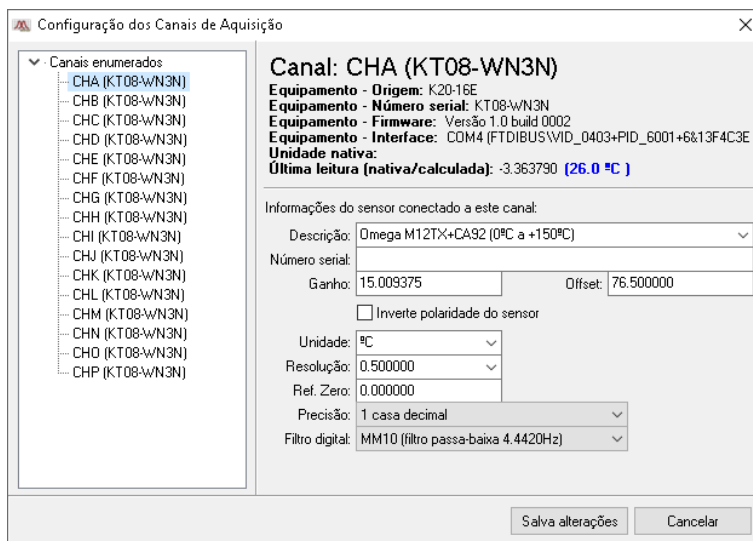 Configuração dos Canais de Aquisição
Canais enumerados
CHA (KT08-WN3N)
CHB (KT08-WN3N)
CHC (KT08-WN3N)
CHD (KT08-WN3N)
CHE (KT08-WN3N)
CHF (KT08-WN3N)
CHG (KT08-WN3N)
CHH (KT08-WN3N)
CHI (KT08-WN3N)
CHJ (KT08-WN3N)
CHK (KT08-WN3N)
CHL (KT08-WN3N)
CHM (KT08-WN3N)
CHN (KT08-WN3N)
CHO (KT08-WN3N)
CHP (KT08-WN3N)
Canal: CHA (KT08-WN3N)
Equipamento - Origem: K20-16E
Equipamento - Número serial: KT08-WN3N
Equipamento - Firmware: Versão 1.0 build 0002
Equipamento - Interface: COM4 (FTDIBUS\VID_0403+PID_6001+6&13F4C3E
Unidade nativa:
Última leitura (nativa/calculada): -3.363790 (26.0 ºC )
Informações do sensor conectado a este canal:
Descrição: Omega M12TX+CA92 (0ºC a +150ºC)
Número serial:
Ganho: 15.009375 Offset: 76.500000
Inverte polaridade do sensor
Unidade: ºC
Resolução: 0.500000
Ref. Zero: 0.000000
Precisão: 1 casa decimal
Filtro digital: MM10 (filtro passa-baixa 4.4420Hz)
Salva alterações Cancelar